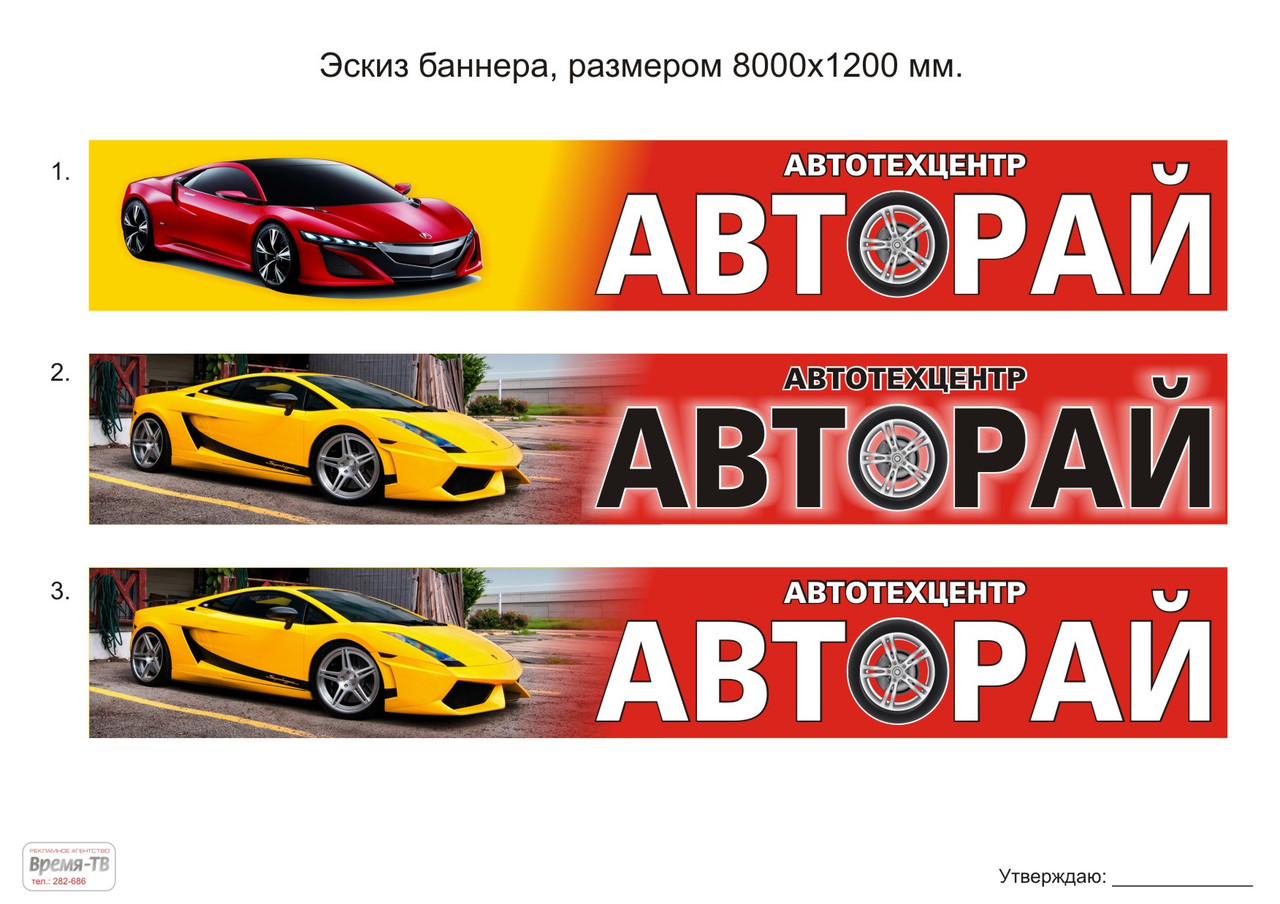 Эскиз баннера, размером 8000х1200 мм.
1.
АВТОТЕХЦЕНТР
АВТОРАЙ
2.
АВТОТЕХЦЕНТР
АВТОРАЙ
3.
АВТОТЕХЦЕНТР
АВТОРАЙ
РЕКЛАМНОЕ АГЕНТСТВО
Время-ТВ
тел.: 282-686
Утверждаю: _____________